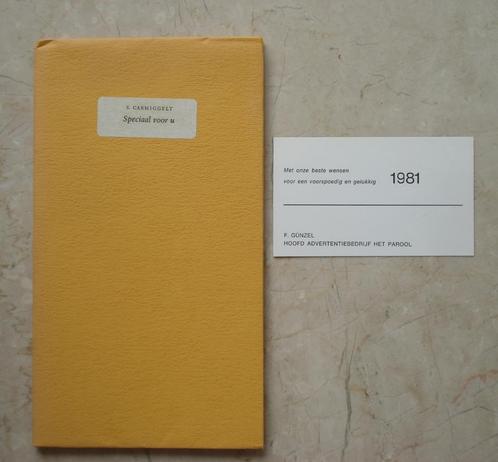 S. CARMIGGELT
Speciaal voor u
Met onze beste wensen
voor een voorspoedig en gelukkig 1981
F. GÜNZEL
HOOFD ADVERTENTIEBEDRIJF HET PAROOL